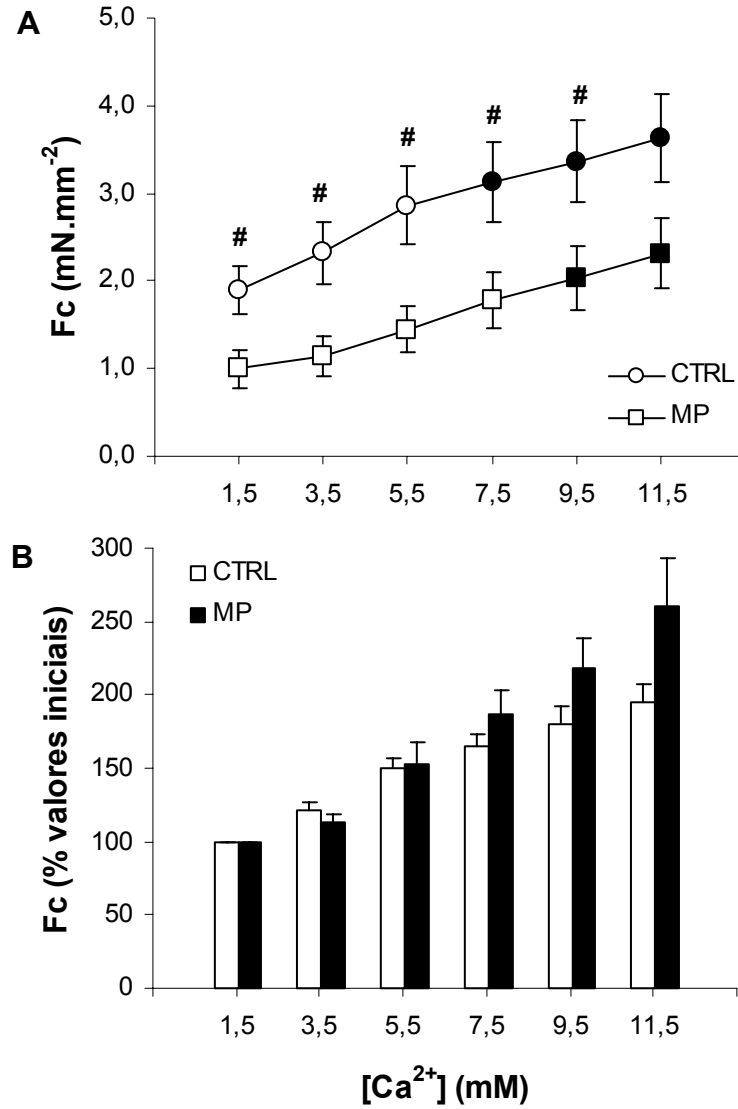 A
Fc (mN.mm-2)
5,0
4,0
3,0
2,0
1,0
0,0
# # # # #
CTRL
MP
1,5 3,5 5,5 7,5 9,5 11,5
B
Fc (% valores iniciais)
300
250
200
150
100
50
0
CTRL
MP
1,5 3,5 5,5 7,5 9,5 11,5
[Ca2+] (mM)